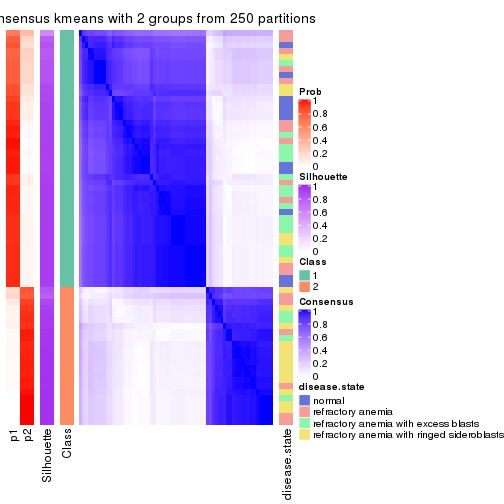 nsensus kmeans with 2 groups from 250 partitions
Prob
1
0.8
0.6
0.4
0.2
0
Silhouette
1
0.8
0.6
0.4
0.2
0
Class
1
2
Consensus
1
0.8
0.6
0.4
0.2
0
disease.state
normal
refractory anemia
refractory anemia with excess blasts
refractory anemia with ringed sideroblasts
p1
p2
Silhouette
Class
disease.state